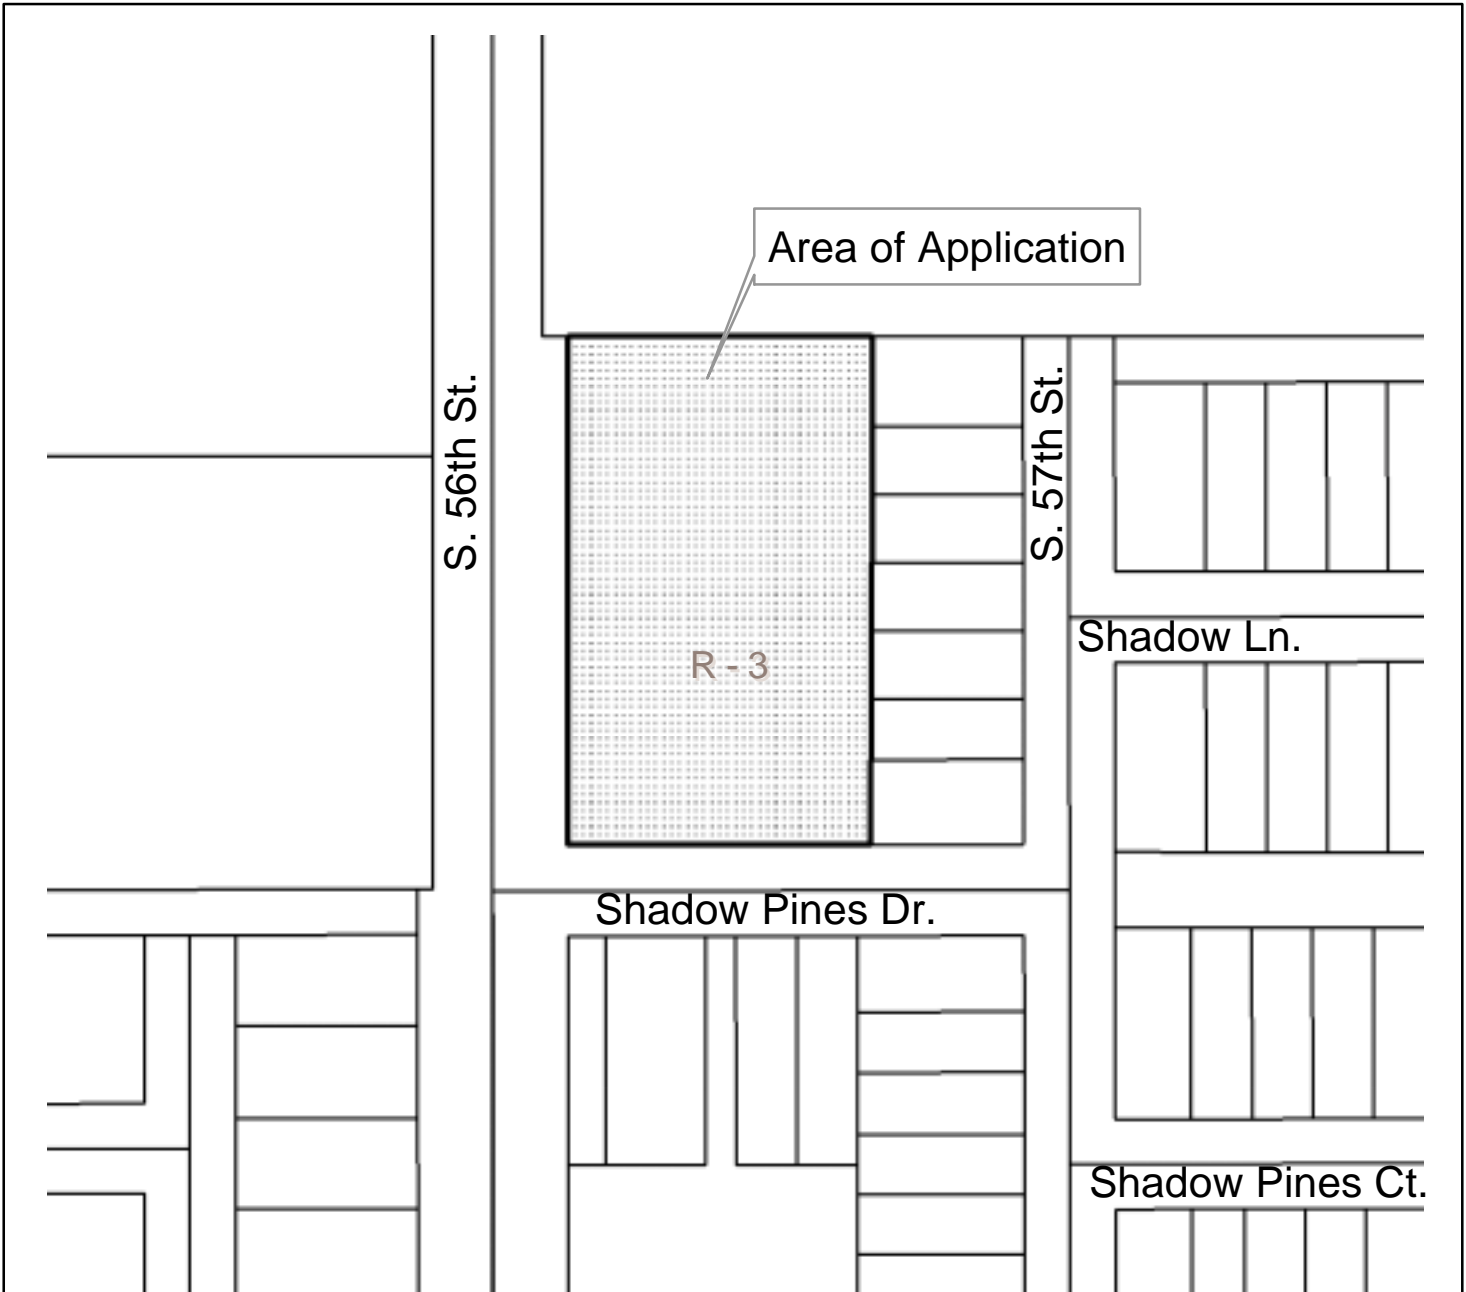 Area of Application
S. 56th St.
S. 57th St.
Shadow Ln.
R - 3
Shadow Pines Dr.
Shadow Pines Ct.